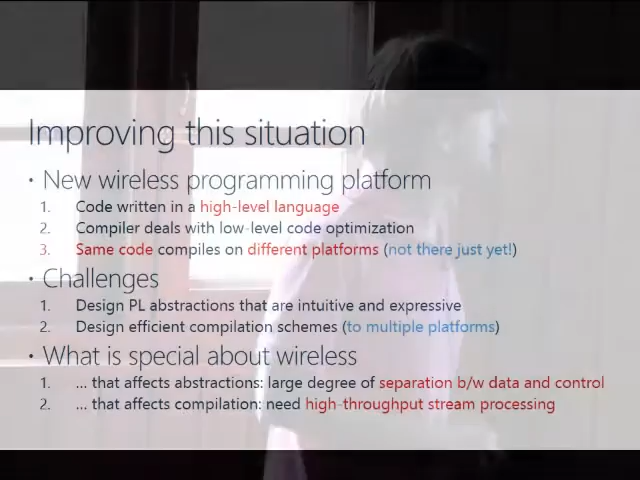 Improving this situation
• New wireless programming platform
1. Code written in a high-level language
2. Compiler deals with low-level code optimization
3. Same code compiles on different platforms (not there just yet!)
• Challenges
1. Design PL abstractions that are intuitive and expressive
2. Design efficient compilation schemes (to multiple platforms)
• What is special about wireless
1. ... that affects abstractions: large degree of separation b/w data and control
2. ... that affects compilation: need high-throughput stream processing